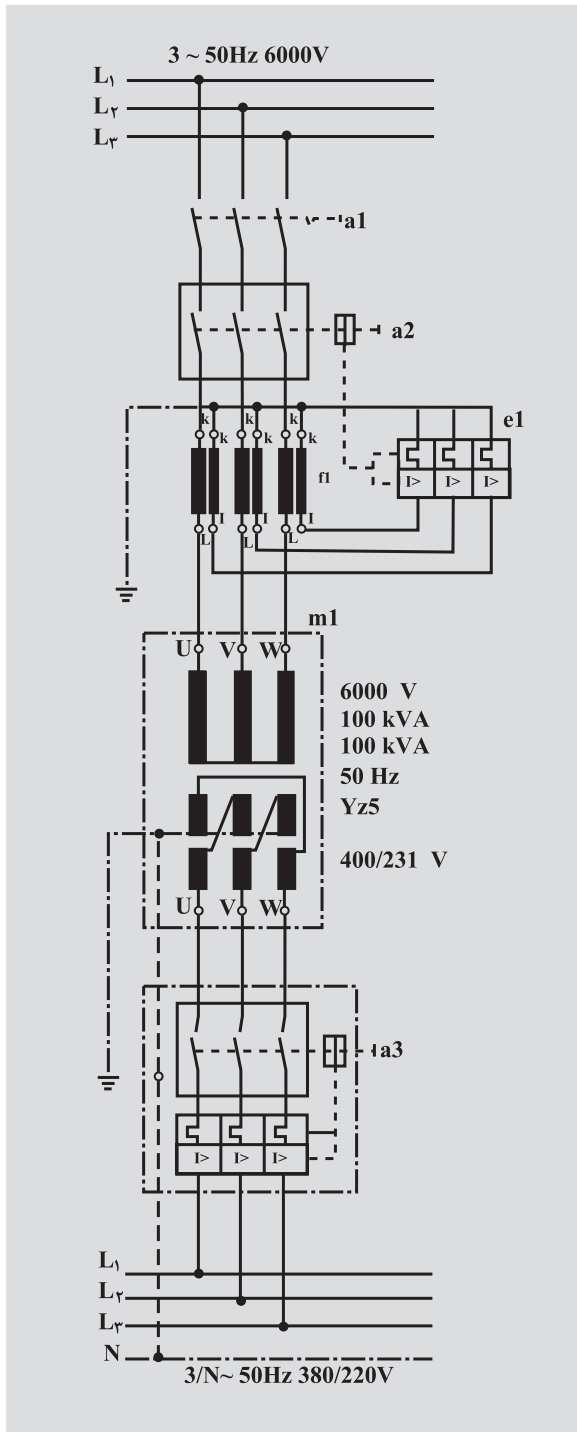 3 ~ 50Hz 6000V
L۱
L۲
L۳
a1
a2
e1
k k k k k k
f1
I> I> I>
L I L I L I
m1
U V W
6000 V
100 kVA
100 kVA
50 Hz
Yz5
400/231 V
U V W
a3
I> I> I>
L۱
L۲
L۳
N
3/N~ 50Hz 380/220V